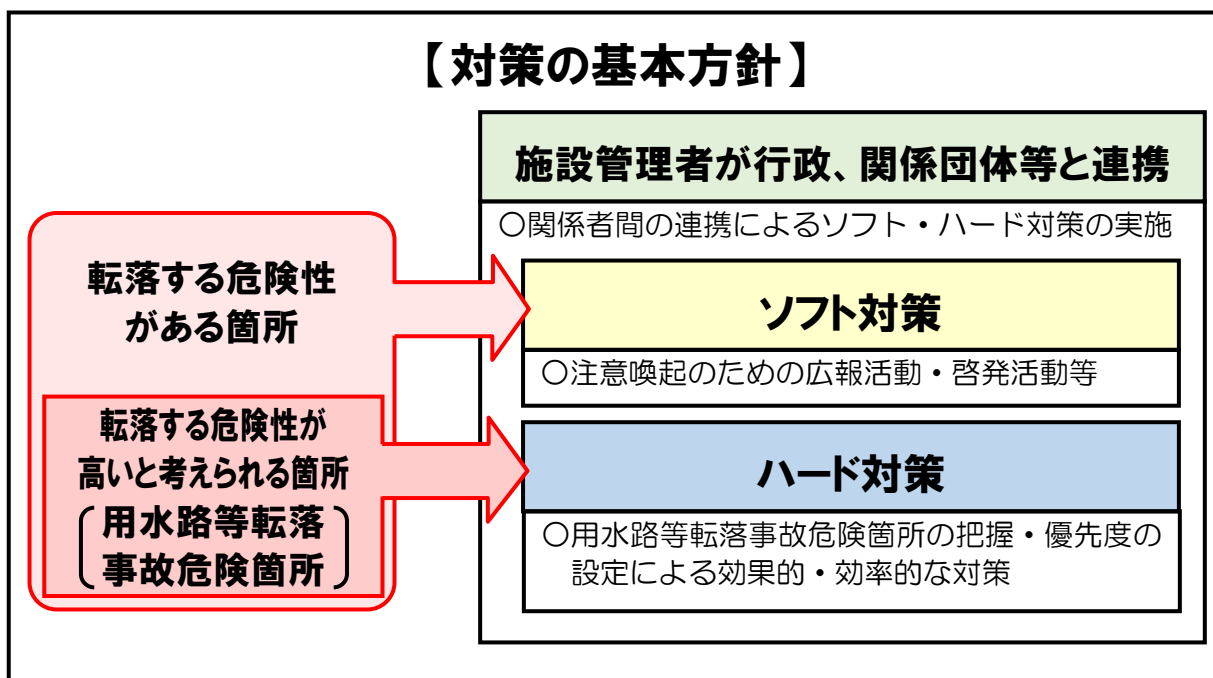 【対策の基本方針】
施設管理者が行政、関係団体等と連携
〇関係者間の連携によるソフト・ハード対策の実施
転落する危険性
がある箇所
ソフト対策
〇注意喚起のための広報活動・啓発活動等
転落する危険性が
高いと考えられる箇所
用水路等転落
事故危険箇所
ハード対策
〇用水路等転落事故危険箇所の把握・優先度の
設定による効果的・効率的な対策